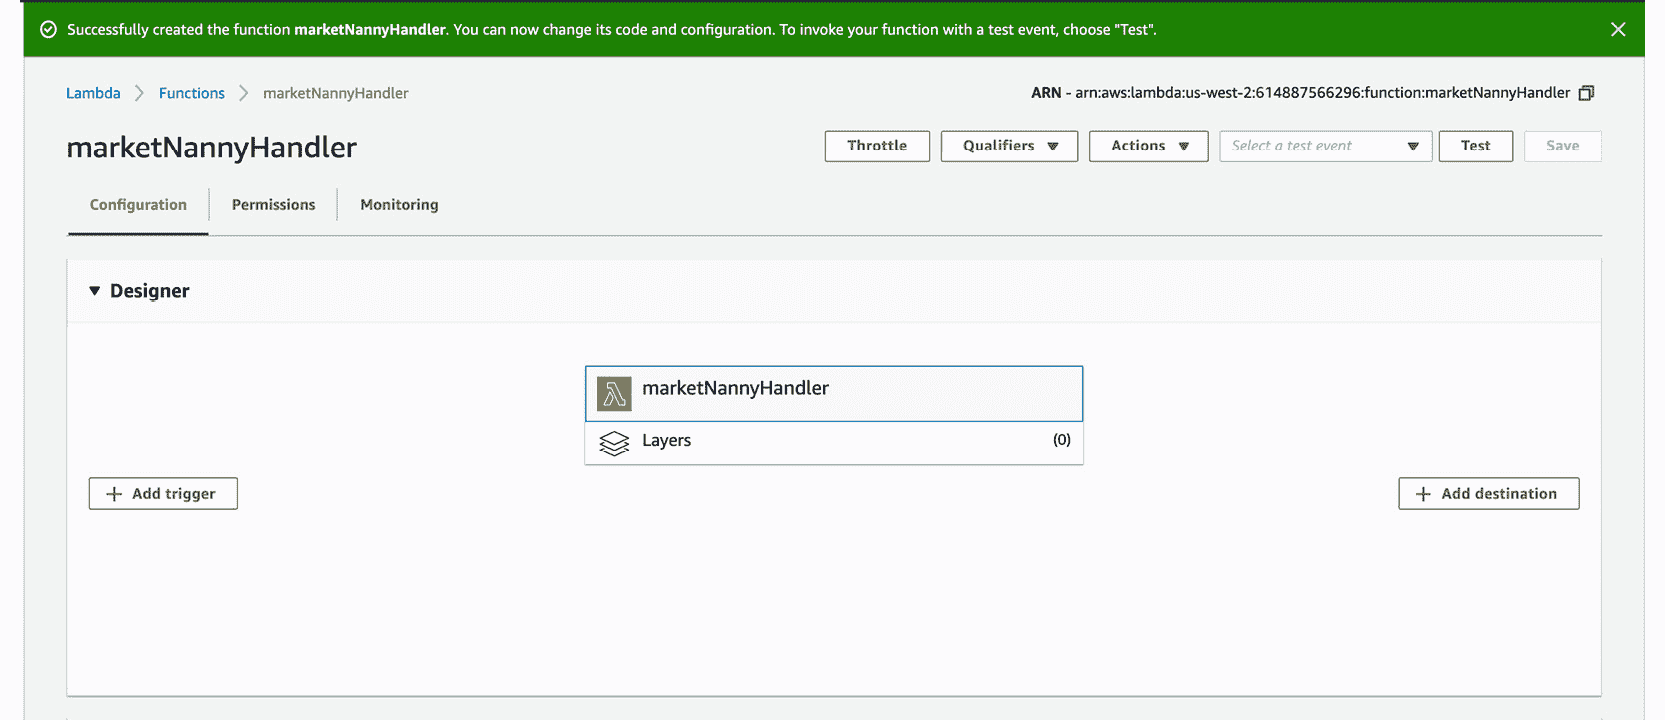 Successfully created the function marketNannyHandler. You can now change its code and configuration. To invoke your function with a test event, choose "Test".
Lambda > Functions > marketNannyHandler
ARN - arn:aws:lambda:us-west-2:614887566296:function:marketNannyHandler
marketNannyHandler
Throttle Qualifiers Actions Select a test event Test Save
Configuration Permissions Monitoring
Designer
marketNannyHandler
Layers (0)
+ Add trigger + Add destination